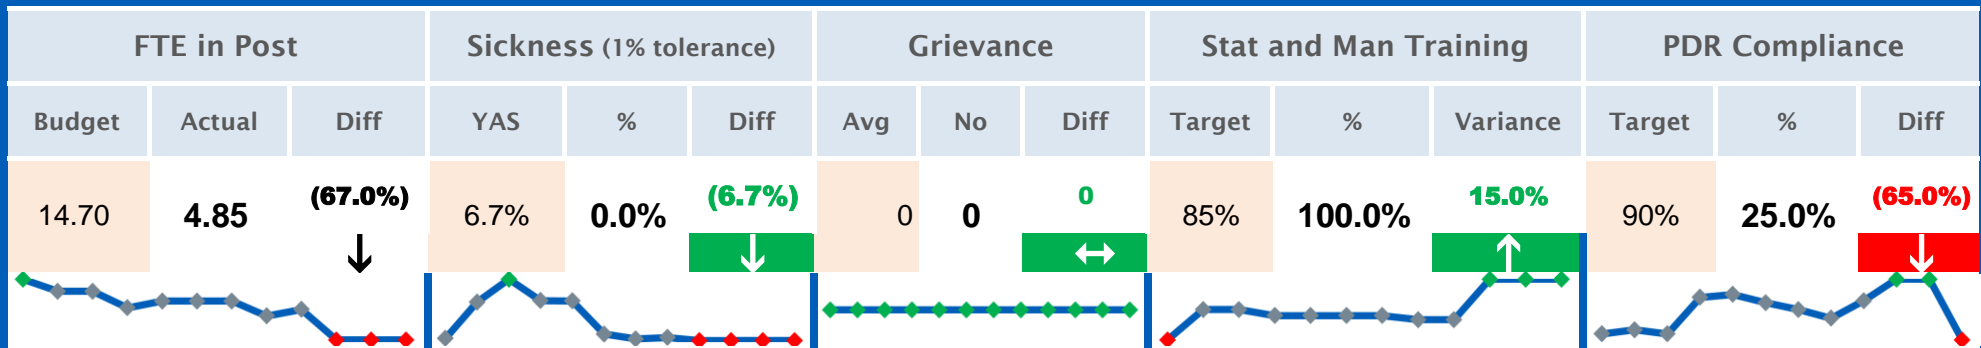 FTE in Post Sickness (1% tolerance) Grievance Stat and Man Training PDR Compliance
Budget Actual Diff YAS % Diff Avg No Diff Target % Variance Target % Diff
14.70 4.85 (67.0%) 6.7% 0.0% (6.7%) 0 0 0 85% 100.0% 15.0% 90% 25.0% (65.0%)